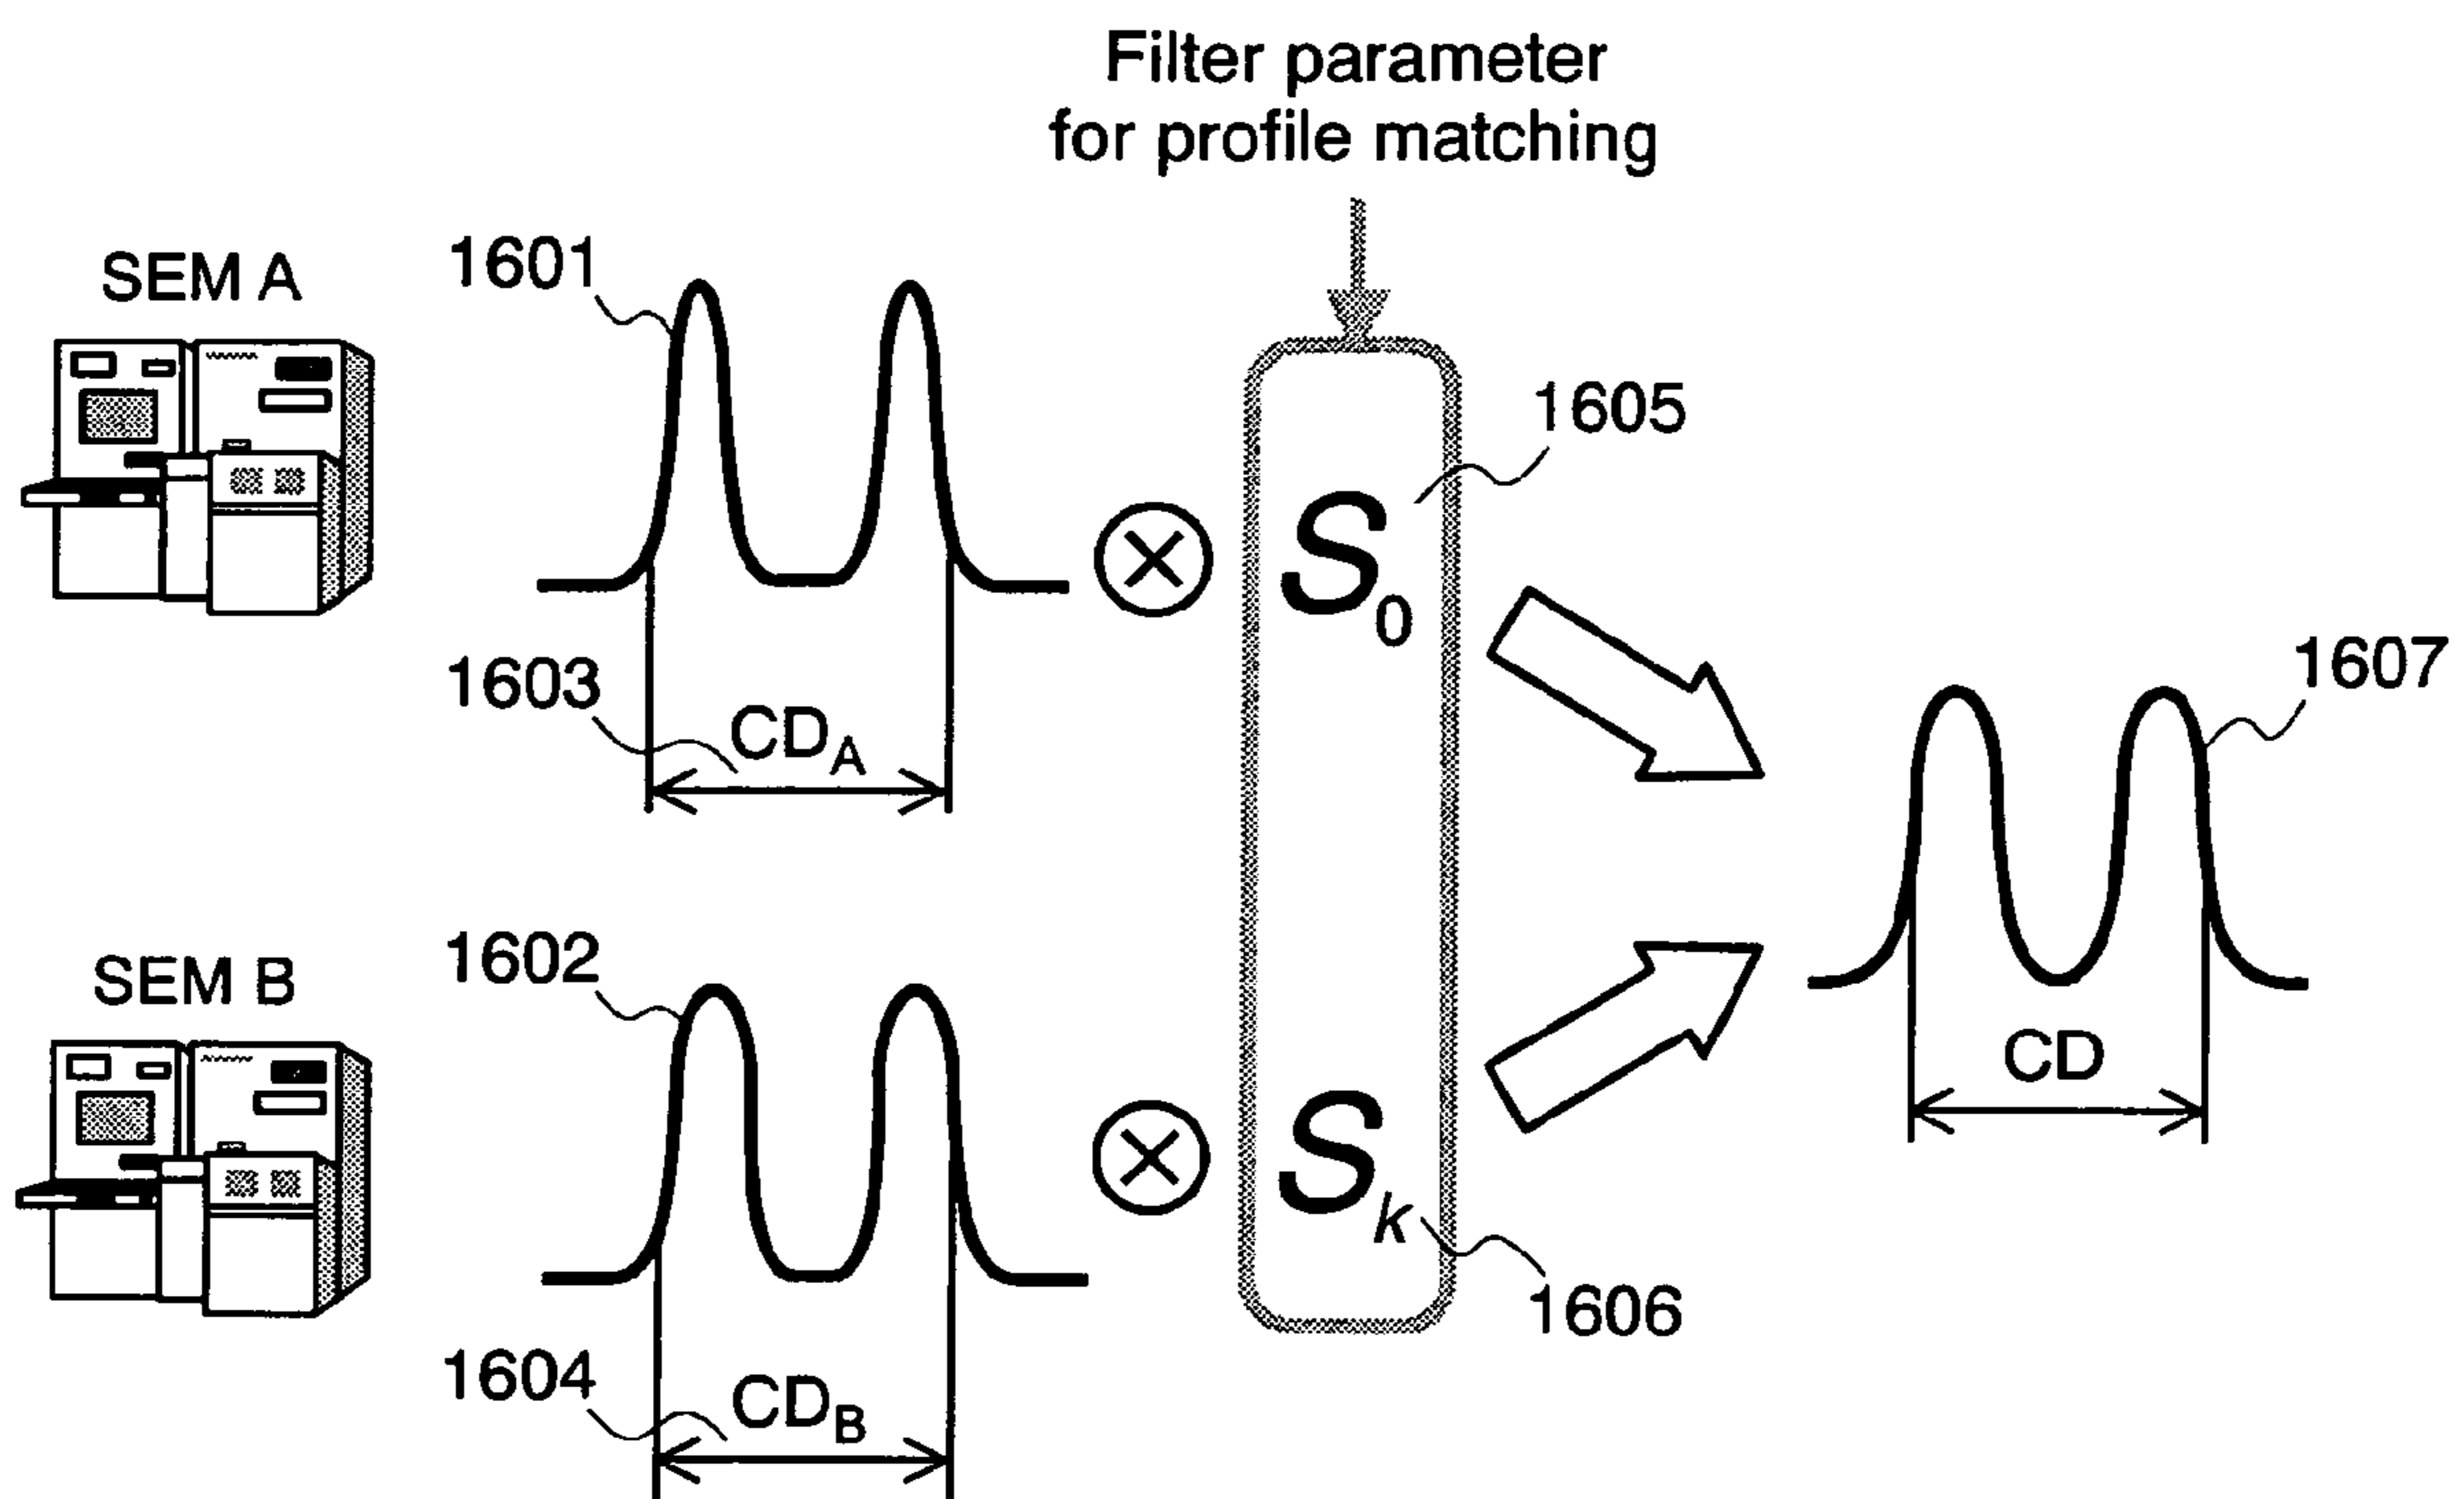 Filter parameter
for profile matching
SEM A
1601
1605
S0
1603
CDA
1607
SEM B
1602
CD
Sk
1606
1604
CDB